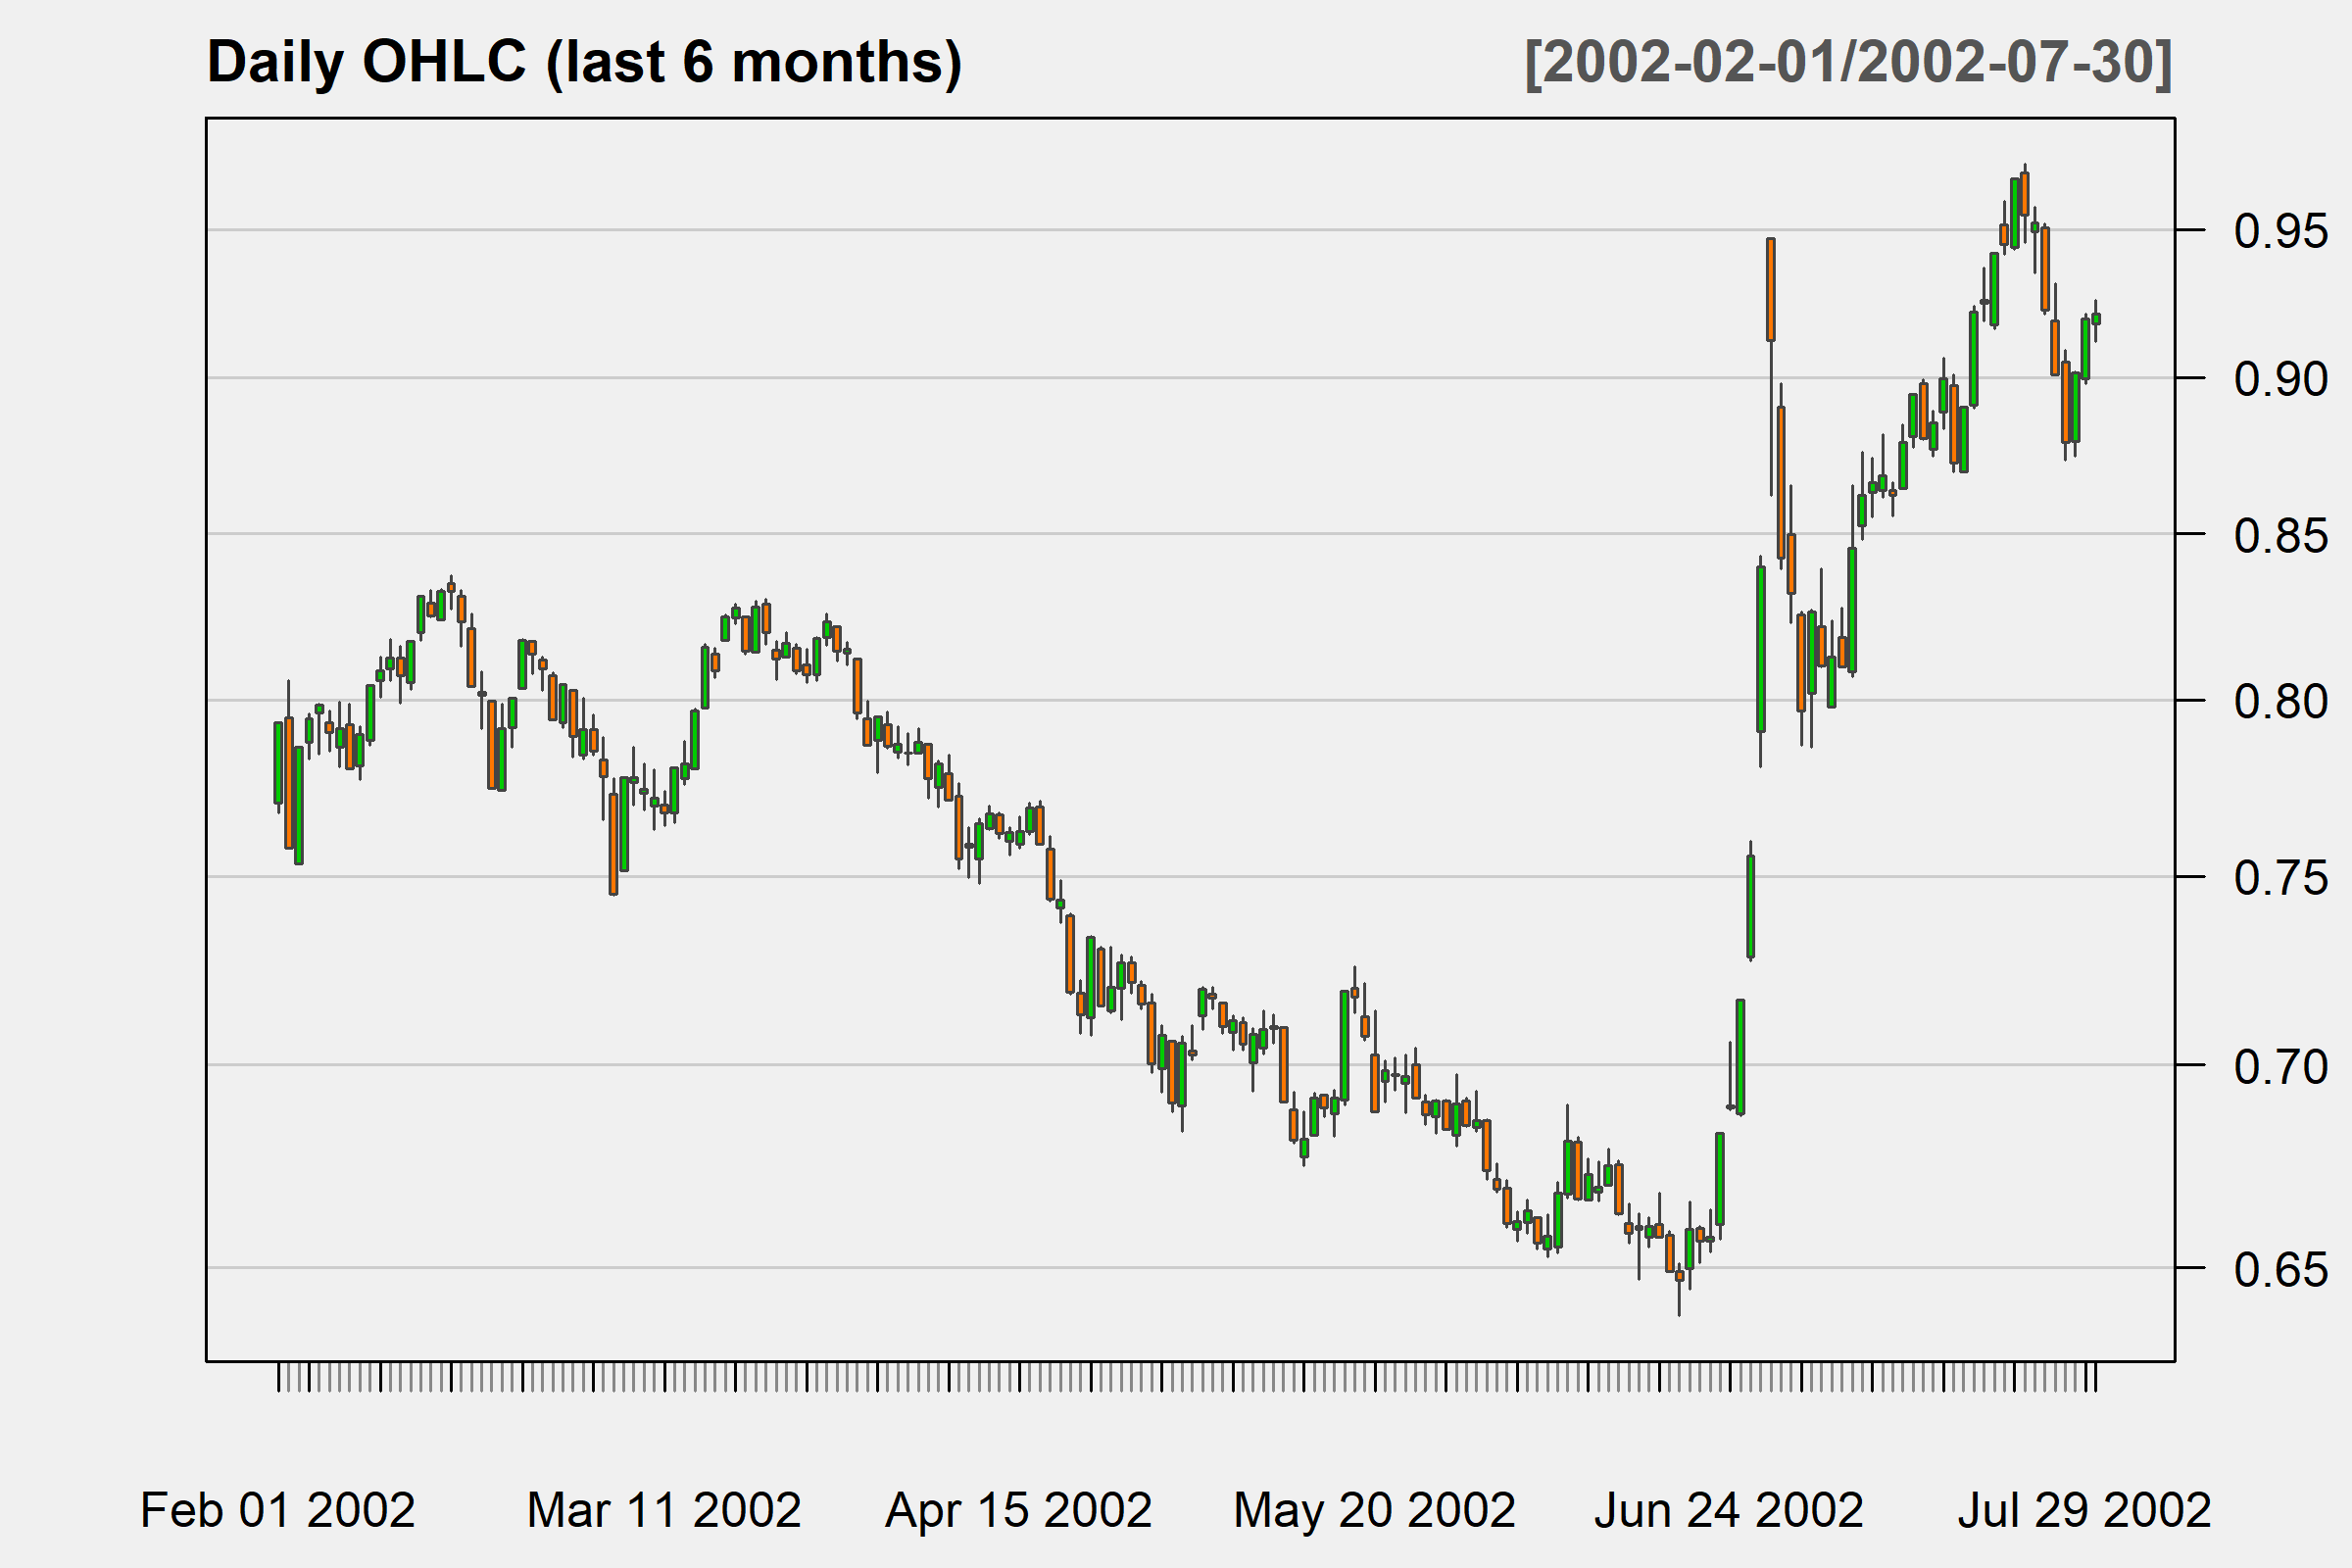 Daily OHLC (last 6 months)
[2002-02-01/2002-07-30]
0.95
0.90
0.85
0.80
0.75
0.70
0.65
Feb 01 2002
Mar 11 2002
Apr 15 2002
May 20 2002
Jun 24 2002
Jul 29 2002